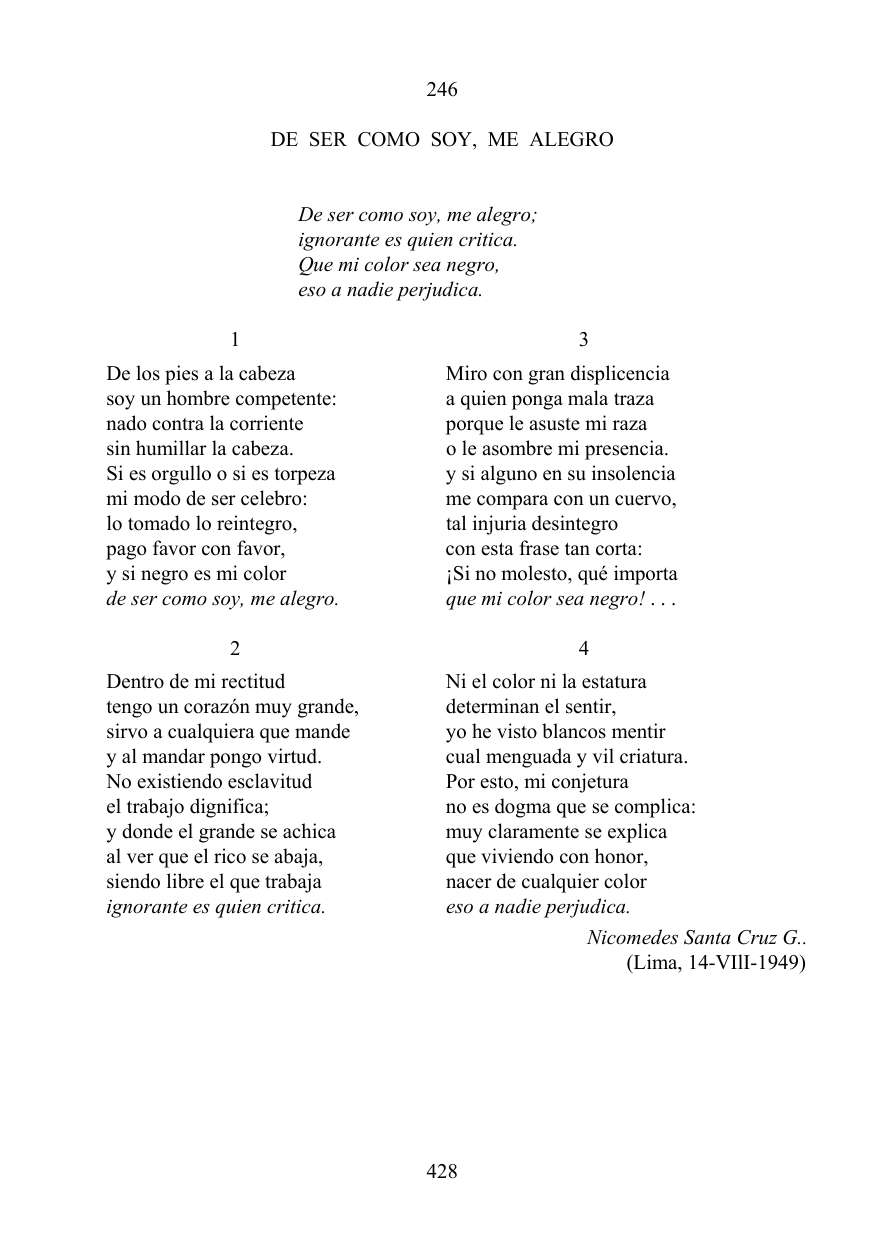 246
DE SER COMO SOY, ME ALEGRO
De ser como soy, me alegro;
ignorante es quien critica.
Que mi color sea negro,
eso a nadie perjudica.
1
De los pies a la cabeza
soy un hombre competente:
nado contra la corriente
sin humillar la cabeza.
Si es orgullo o si es torpeza
mi modo de ser celebro:
lo tomado lo reintegro,
pago favor con favor,
y si negro es mi color
de ser como soy, me alegro.
2
Dentro de mi rectitud
tengo un corazón muy grande,
sirvo a cualquiera que mande
y al mandar pongo virtud.
No existiendo esclavitud
el trabajo dignifica;
y donde el grande se achica
al ver que el rico se abaja,
siendo libre el que trabaja
ignorante es quien critica.
3
Miro con gran displicencia
a quien ponga mala traza
porque le asuste mi raza
o le asombre mi presencia.
y si alguno en su insolencia
me compara con un cuervo,
tal injuria desintegro
con esta frase tan corta:
¡Si no molesto, qué importa
que mi color sea negro! . . .
4
Ni el color ni la estatura
determinan el sentir,
yo he visto blancos mentir
cual menguada y vil criatura.
Por esto, mi conjetura
no es dogma que se complica:
muy claramente se explica
que viviendo con honor,
nacer de cualquier color
eso a nadie perjudica.
Nicomedes Santa Cruz G..
(Lima, 14-VIlI-1949)
428